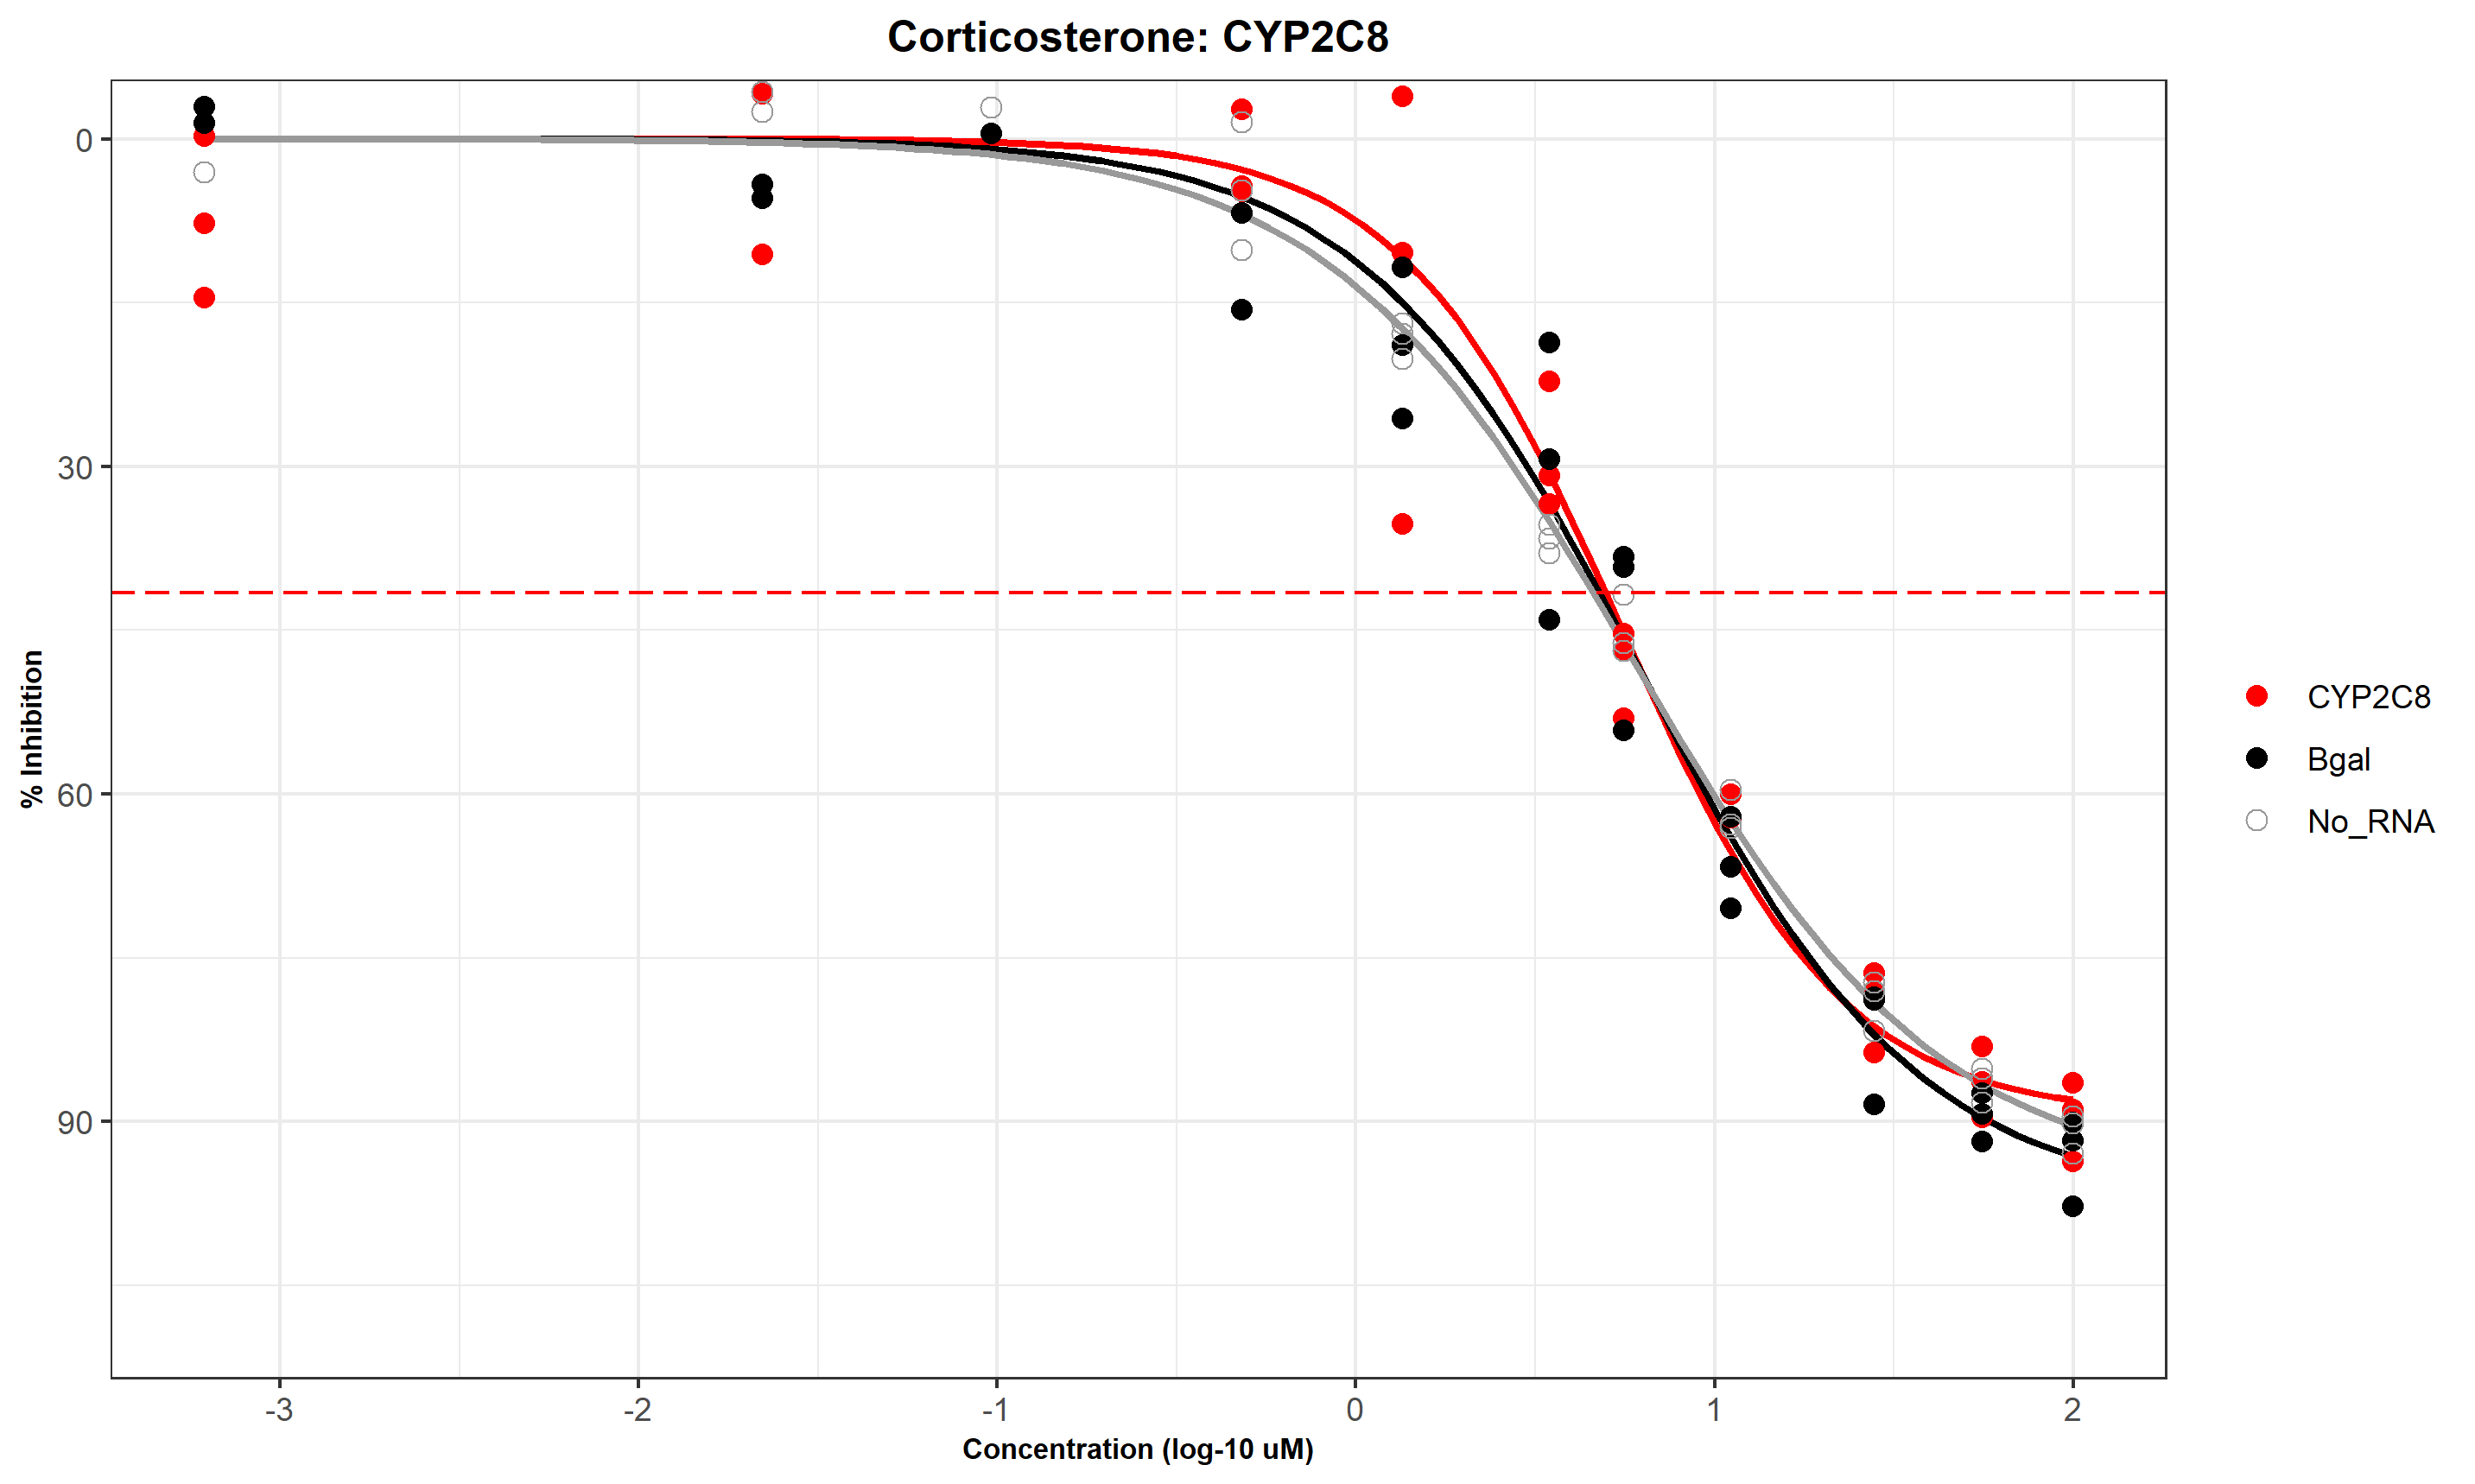 Corticosterone: CYP2C8
% Inhibition
0
30
60
90
-3
-2
-1
0
1
2
Concentration (log-10 uM)
CYP2C8
Bgal
No_RNA